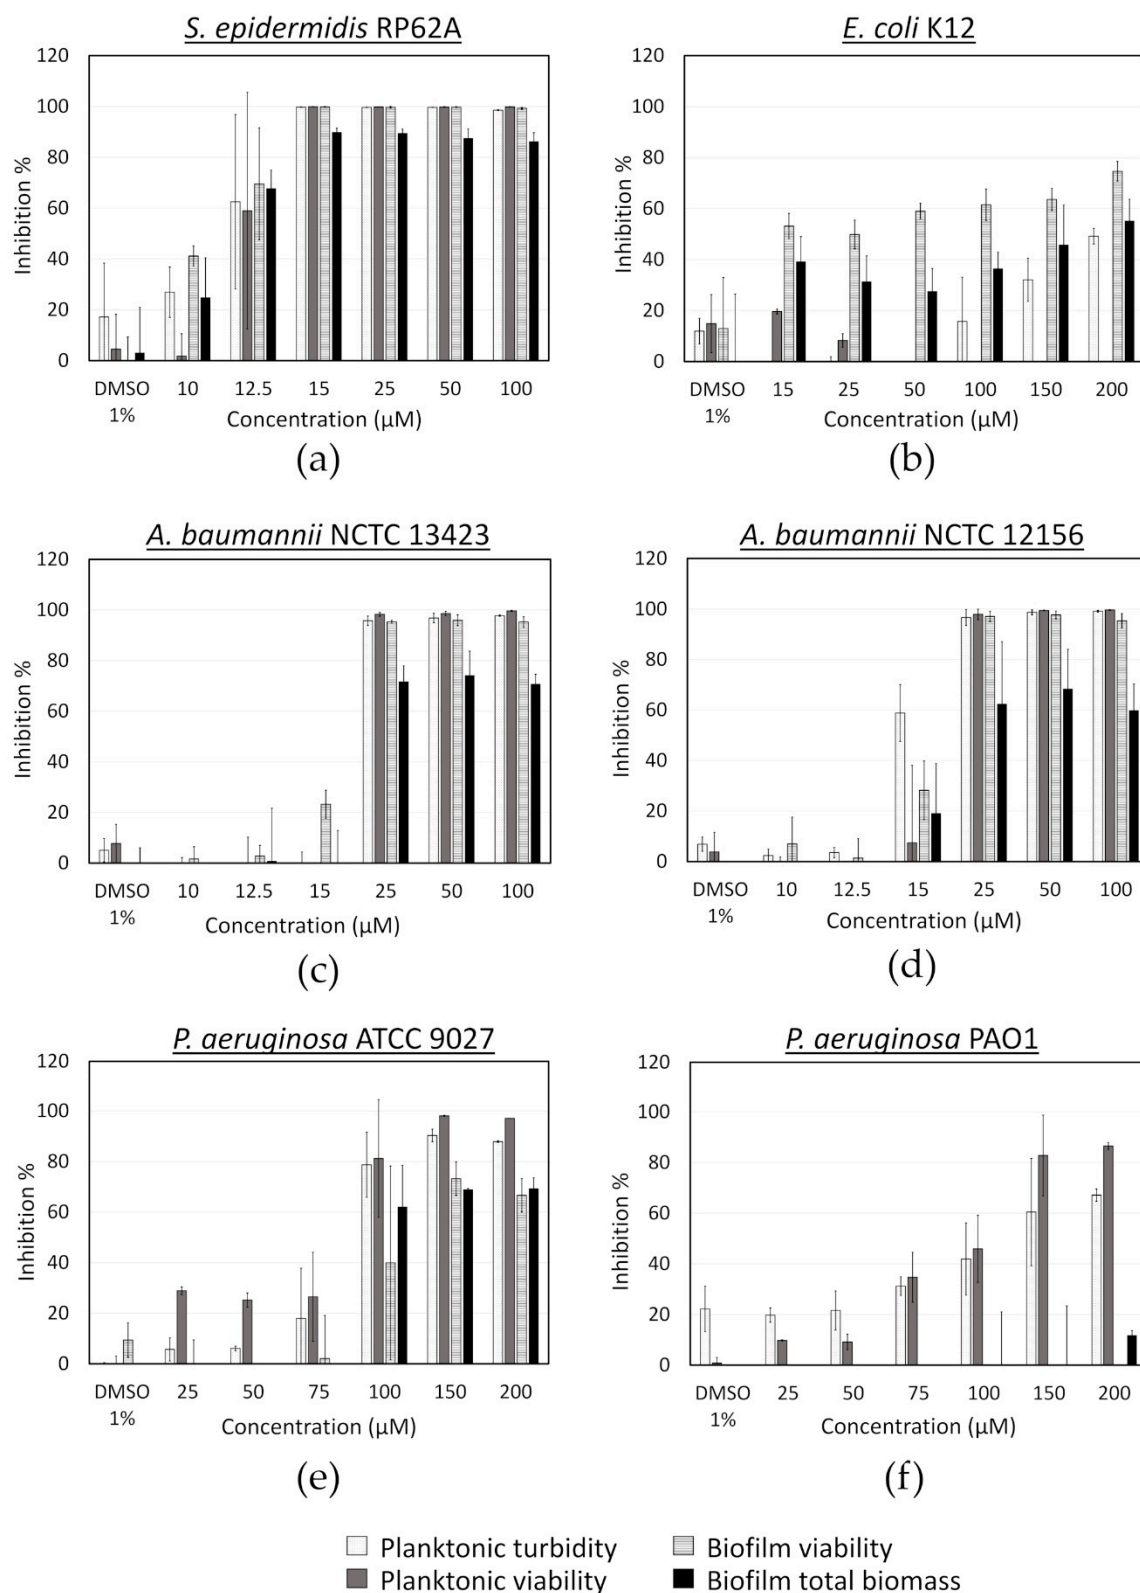 S. epidermidis RP62A
120
100
80
60
40
20
0
Inhibition %
DMSO 1% 10 12.5 15 25 50 100
Concentration (µM)
(a)
E. coli K12
120
100
80
60
40
20
0
Inhibition %
DMSO 1% 15 25 50 100 150 200
Concentration (µM)
(b)
A. baumannii NCTC 13423
120
100
80
60
40
20
0
Inhibition %
DMSO 1% 10 12.5 15 25 50 100
Concentration (µM)
(c)
A. baumannii NCTC 12156
120
100
80
60
40
20
0
Inhibition %
DMSO 1% 10 12.5 15 25 50 100
Concentration (µM)
(d)
P. aeruginosa ATCC 9027
120
100
80
60
40
20
0
Inhibition %
DMSO 1% 25 50 75 100 150 200
Concentration (µM)
(e)
P. aeruginosa PAO1
120
100
80
60
40
20
0
Inhibition %
DMSO 1% 25 50 75 100 150 200
Concentration (µM)
(f)
Planktonic turbidity
Biofilm viability
Planktonic viability
Biofilm total biomass